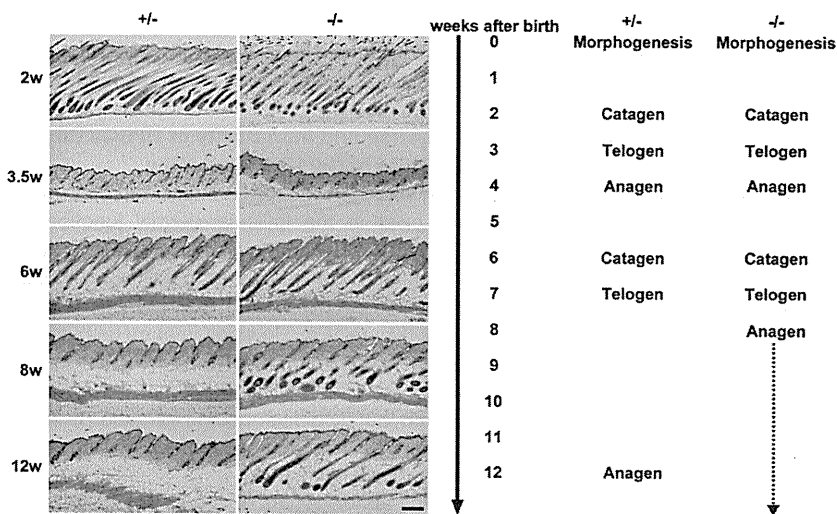 +/-
-/-
2w
3.5w
6w
8w
12w
weeks after birth
+/-
-/-
0
Morphogenesis
Morphogenesis
1
2
Catagen
Catagen
3
Telogen
Telogen
4
Anagen
Anagen
5
6
Catagen
Catagen
7
Telogen
Telogen
8
Anagen
9
10
11
12
Anagen